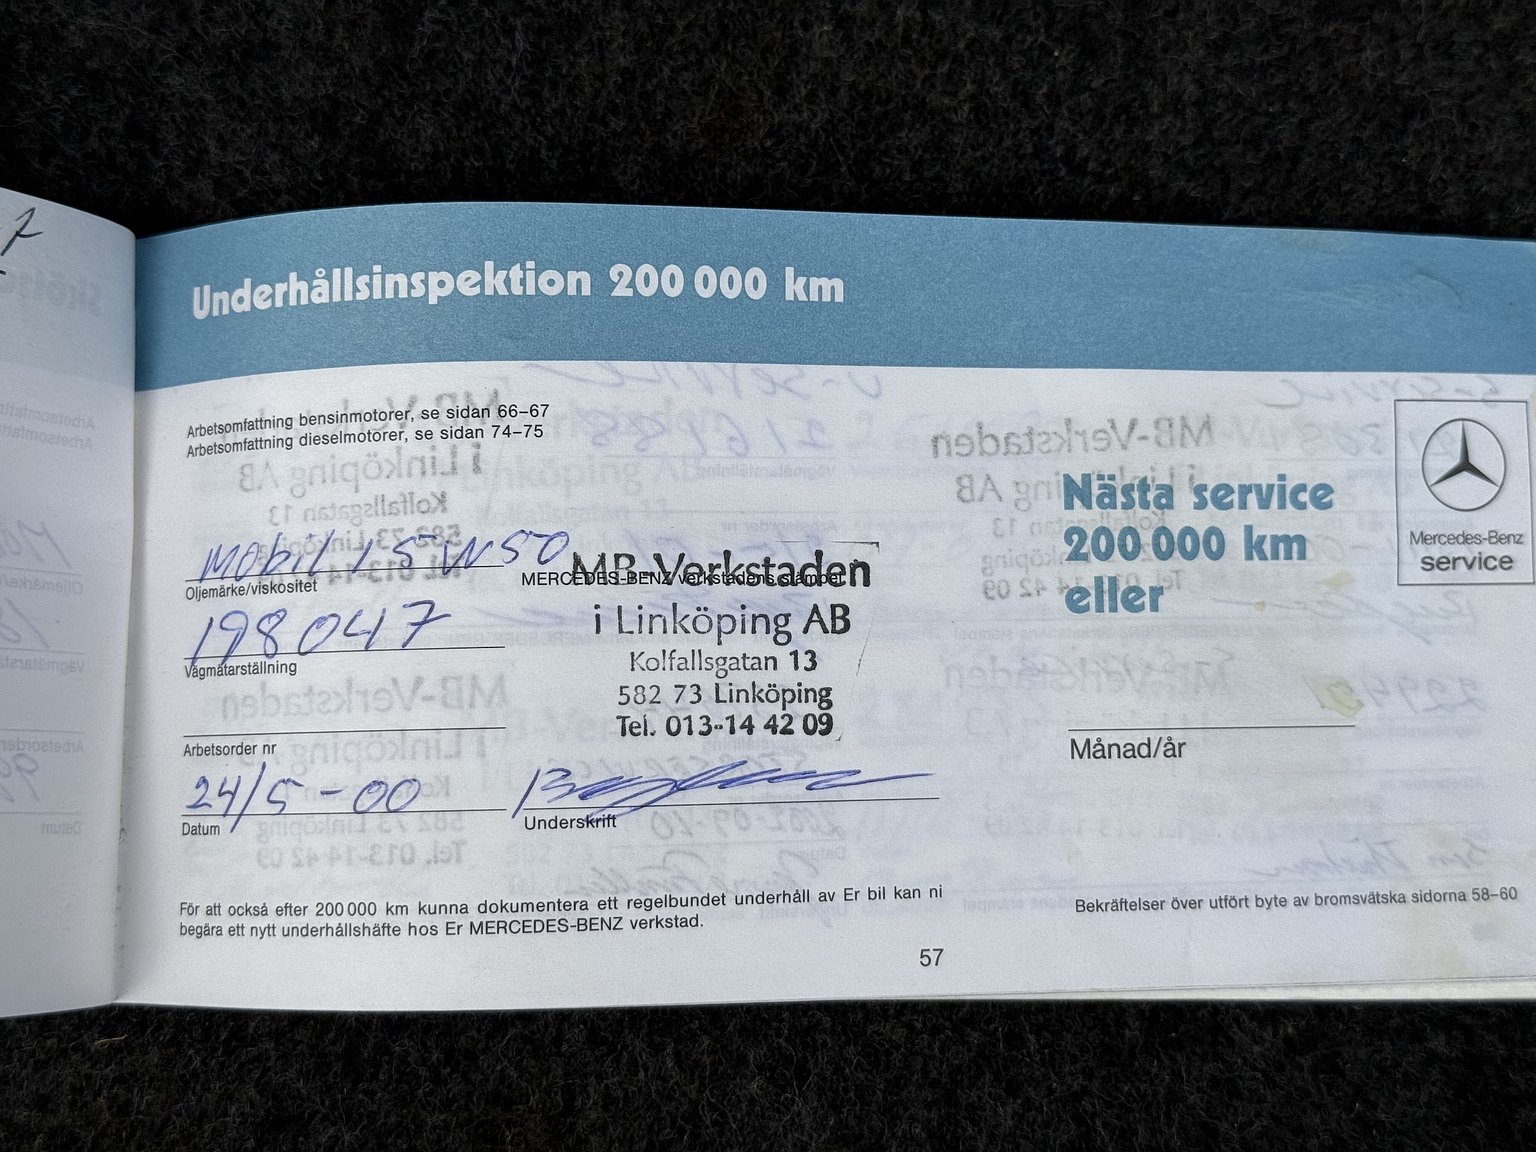 Underhållsinspektion 200 000 km
Arbetsomfattning bensinmotorer, se sidan 66–67
Arbetsomfattning dieselmotorer, se sidan 74–75
Mobil 15W50
Oljemärke/viskositet
198047
Vägmätarställning
Arbetsorder nr
24/5-00
Datum
MERCEDES-BENZ verkstadens stämpel
MB-Verkstaden
i Linköping AB
Kolfallsgatan 13
582 73 Linköping
Tel. 013-14 42 09
Underskrift
För att också efter 200 000 km kunna dokumentera ett regelbundet underhåll av Er bil kan ni
begära ett nytt underhållshäfte hos Er MERCEDES-BENZ verkstad.
57
Nästa service
200 000 km
eller
Månad/år
Mercedes-Benz
service
Bekräftelser över utfört byte av bromsvätska sidorna 58–60